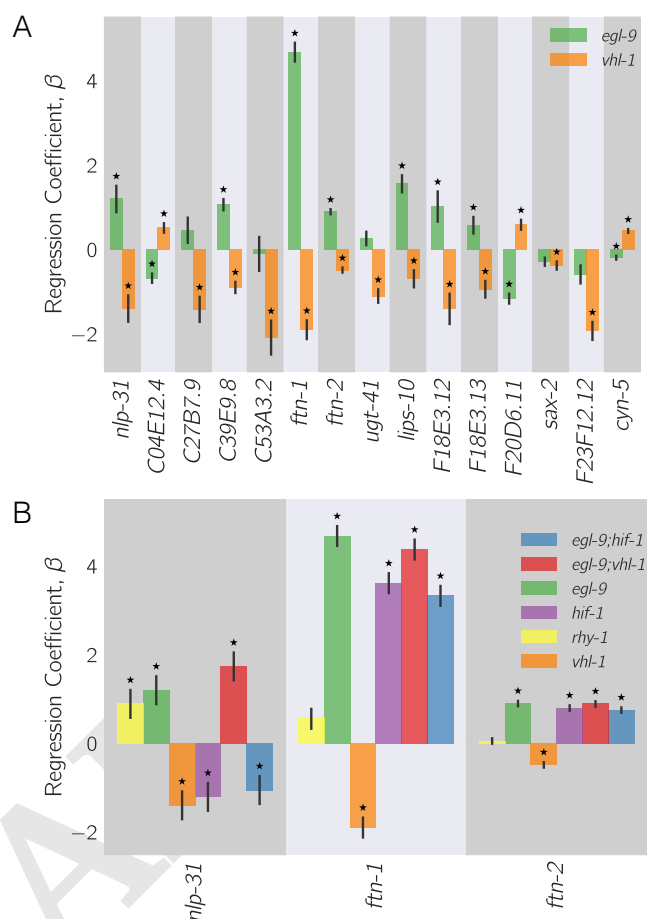 A
Regression Coefficient, β
4
2
0
−2
egl-9
vhl-1
nlp-31
C04E12.4
C27B7.9
C39E9.8
C53A3.2
ftn-1
ftn-2
ugt-41
lips-10
F18E3.12
F18E3.13
F20D6.11
sax-2
F23F12.12
cyn-5
B
Regression Coefficient, β
4
2
0
−2
egl-9;hif-1
egl-9;vhl-1
egl-9
hif-1
rhy-1
vhl-1
nlp-31
ftn-1
ftn-2